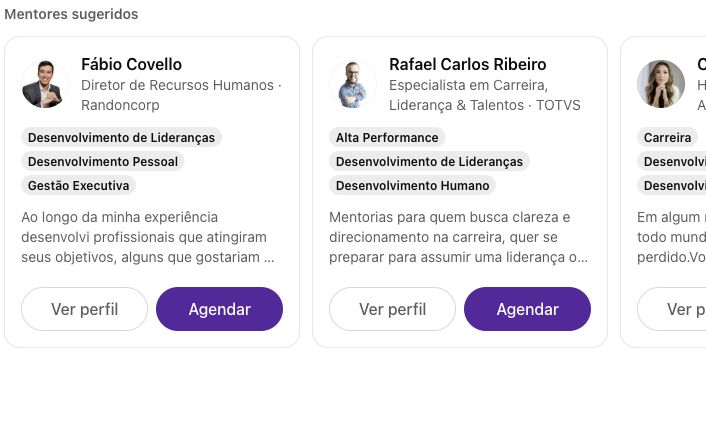 Mentores sugeridos
Fábio Covello
Diretor de Recursos Humanos ·
Randoncorp
Desenvolvimento de Lideranças
Desenvolvimento Pessoal
Gestão Executiva
Ao longo da minha experiência
desenvolvi profissionais que atingiram
seus objetivos, alguns que gostariam ...
Ver perfil
Agendar
Rafael Carlos Ribeiro
Especialista em Carreira,
Liderança & Talentos · TOTVS
Alta Performance
Desenvolvimento de Lideranças
Desenvolvimento Humano
Mentorias para quem busca clareza e
direcionamento na carreira, quer se
preparar para assumir uma liderança o...
Ver perfil
Agendar
Carreira
Em algum
todo mund
perdido.Vo
Ver p